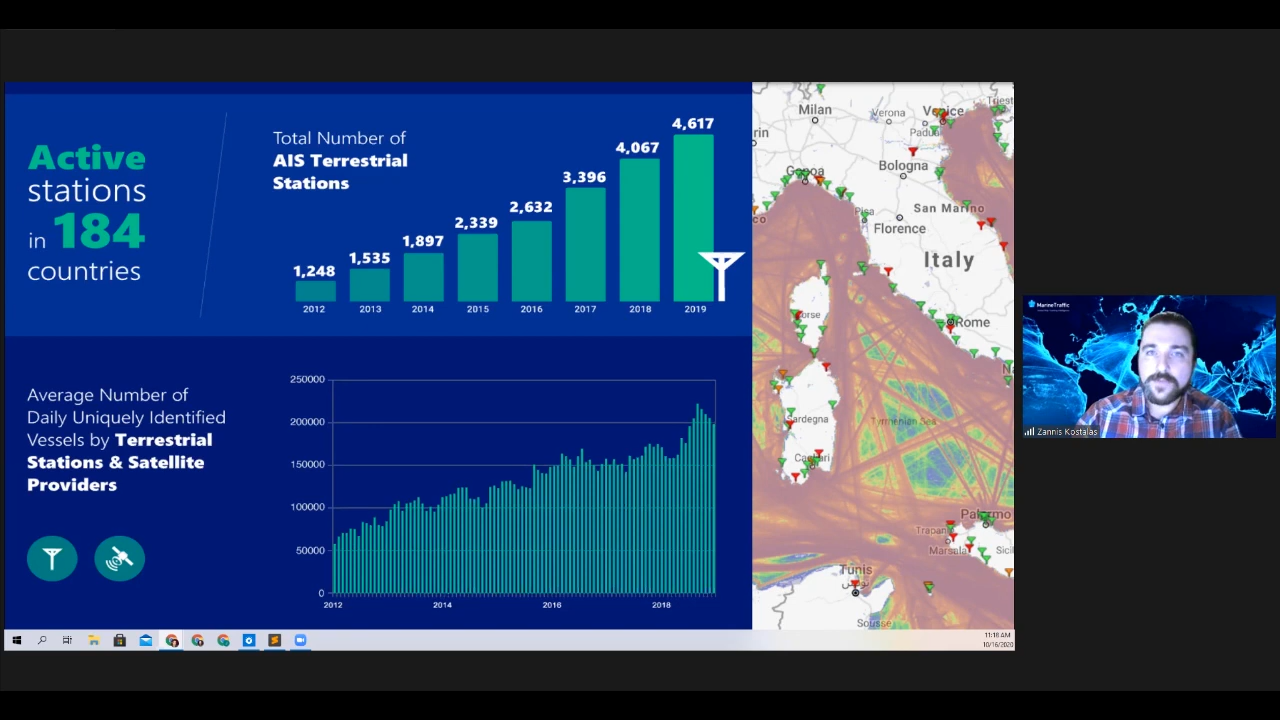 Active
stations
in 184
countries
Total Number of
AIS Terrestrial
Stations
1,248
1,535
1,897
2,339
2,632
3,396
4,067
4,617
2012
2013
2014
2015
2016
2017
2018
2019
Average Number of
Daily Uniquely Identified
Vessels by Terrestrial
Stations & Satellite
Providers
250000
200000
150000
100000
50000
0
2012
2014
2016
2018
Milan
Verona
Venice
Padua
Bologna
Genoa
Pisa
San Marino
Florence
Italy
Rome
Sardegna
Tyrrhenian Sea
Cagliari
Palermo
Trapani
Marsala
Tunis
تونس
Sousse
MarineTraffic
Zannis Kostalas
11:18 AM
10/16/2020